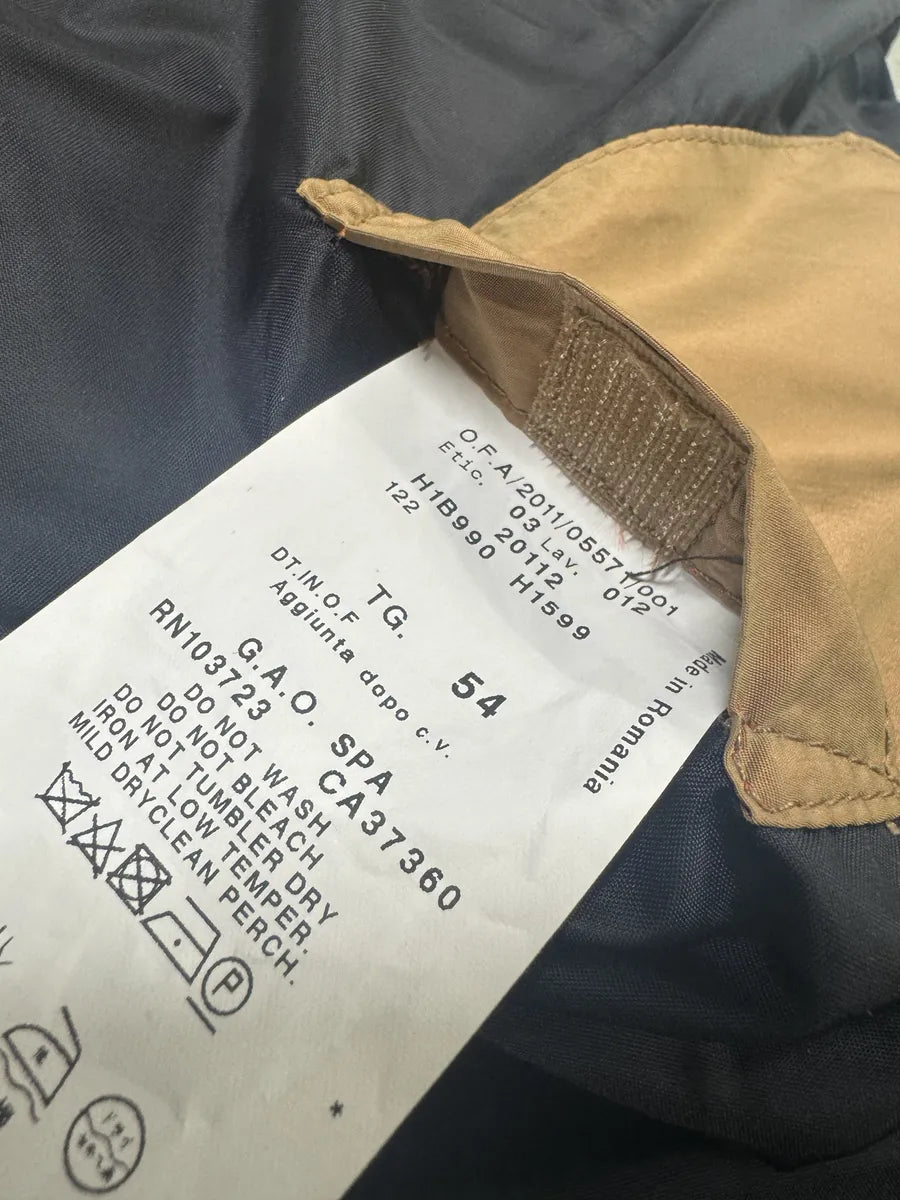 O.F.A/2011/05571/001
Etic. 03 Lav. 012
20112
H1B990 H1599
122
Made in Romania
TG. 54
DT.IN.O.F
Aggiunta dopo c.v.
G.A.O. SPA
RN103723 CA37360
DO NOT WASH
DO NOT BLEACH
DO NOT TUMBLER DRY
IRON AT LOW TEMPER.
MILD DRYCLEAN PERCH.
P
*